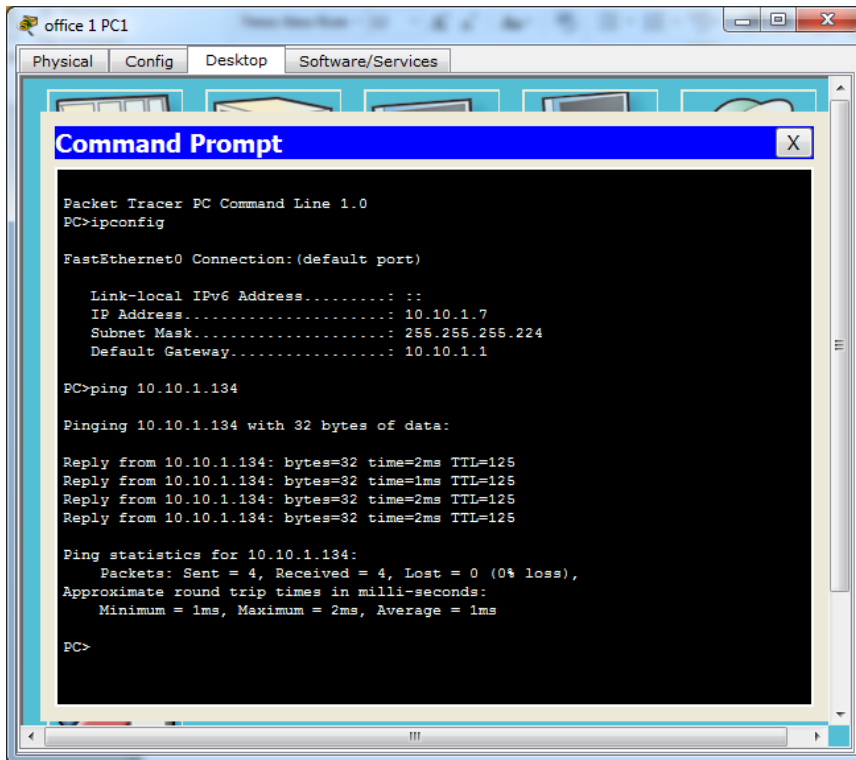 office 1 PC1
X
Physical Config Desktop Software/Services
Command Prompt
X
Packet Tracer PC Command Line 1.0
PC>ipconfig
FastEthernet0 Connection:(default port)
Link-local IPv6 Address.........: ::
IP Address......................: 10.10.1.7
Subnet Mask.....................: 255.255.255.224
Default Gateway.................: 10.10.1.1
PC>ping 10.10.1.134
Pinging 10.10.1.134 with 32 bytes of data:
Reply from 10.10.1.134: bytes=32 time=2ms TTL=125
Reply from 10.10.1.134: bytes=32 time=1ms TTL=125
Reply from 10.10.1.134: bytes=32 time=2ms TTL=125
Reply from 10.10.1.134: bytes=32 time=2ms TTL=125
Ping statistics for 10.10.1.134:
Packets: Sent = 4, Received = 4, Lost = 0 (0% loss),
Approximate round trip times in milli-seconds:
Minimum = 1ms, Maximum = 2ms, Average = 1ms
PC>